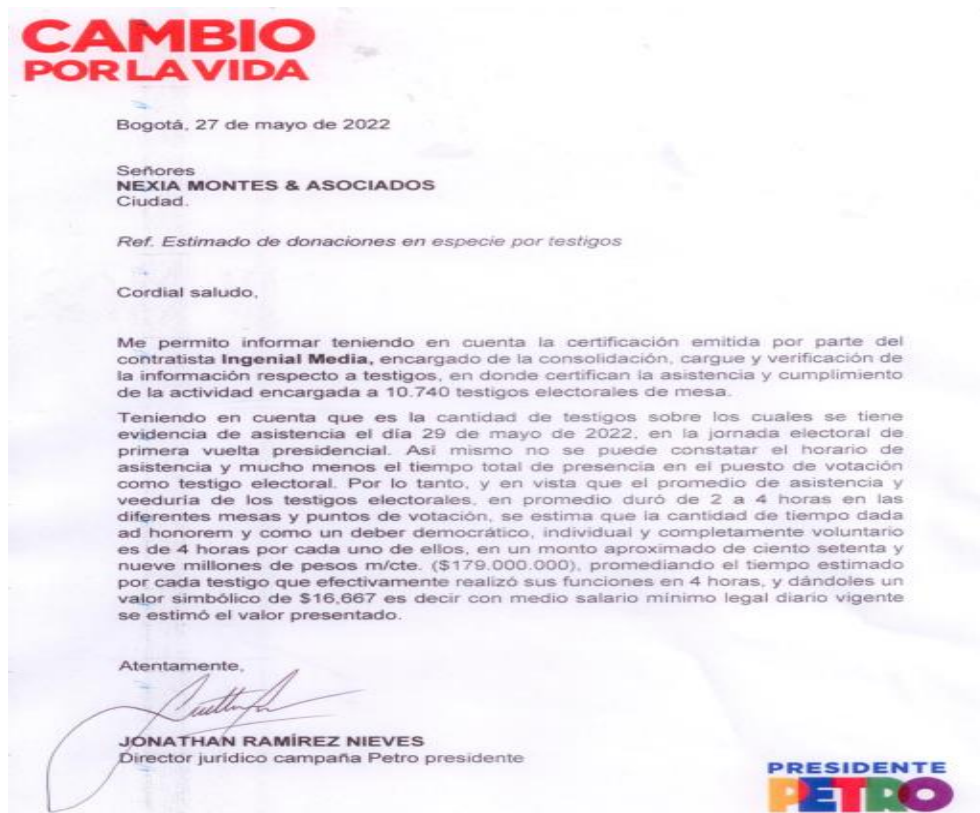 CAMBIO
POR LA VIDA
Bogotá, 27 de mayo de 2022
Señores
NEXIA MONTES & ASOCIADOS
Ciudad.
Ref. Estimado de donaciones en especie por testigos
Cordial saludo,
Me permito informar teniendo en cuenta la certificación emitida por parte del
contratista Ingenial Media, encargado de la consolidación, cargue y verificación de
la información respecto a testigos, en donde certifican la asistencia y cumplimiento
de la actividad encargada a 10.740 testigos electorales de mesa.
Teniendo en cuenta que es la cantidad de testigos sobre los cuales se tiene
evidencia de asistencia el día 29 de mayo de 2022, en la jornada electoral de
primera vuelta presidencial. Así mismo no se puede constatar el horario de
asistencia y mucho menos el tiempo total de presencia en el puesto de votación
como testigo electoral. Por lo tanto, y en vista que el promedio de asistencia y
veeduría de los testigos electorales, en promedio duró de 2 a 4 horas en las
diferentes mesas y puntos de votación, se estima que la cantidad de tiempo dada
ad honorem y como un deber democrático, individual y completamente voluntario
es de 4 horas por cada uno de ellos, en un monto aproximado de ciento setenta y
nueve millones de pesos m/cte. ($179.000.000), promediando el tiempo estimado
por cada testigo que efectivamente realizó sus funciones en 4 horas, y dándoles un
valor simbólico de $16,667 es decir con medio salario mínimo legal diario vigente
se estimó el valor presentado.
Atentamente,
JONATHAN RAMÍREZ NIEVES
Director jurídico campaña Petro presidente
PRESIDENTE
PETRO